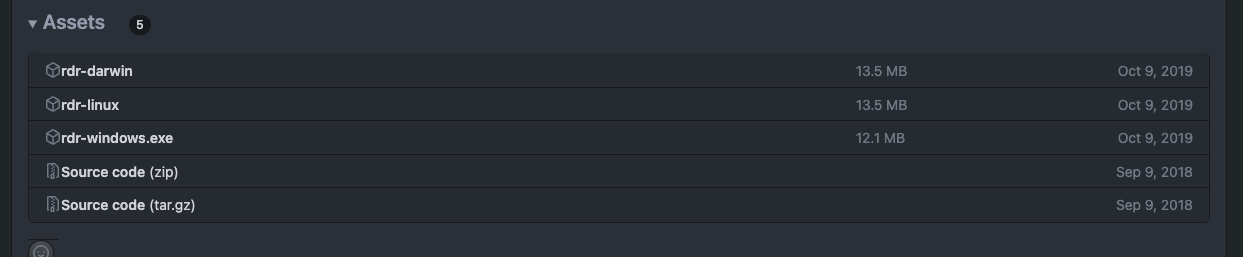 ▾ Assets 5
rdr-darwin 13.5 MB Oct 9, 2019
rdr-linux 13.5 MB Oct 9, 2019
rdr-windows.exe 12.1 MB Oct 9, 2019
Source code (zip) Sep 9, 2018
Source code (tar.gz) Sep 9, 2018